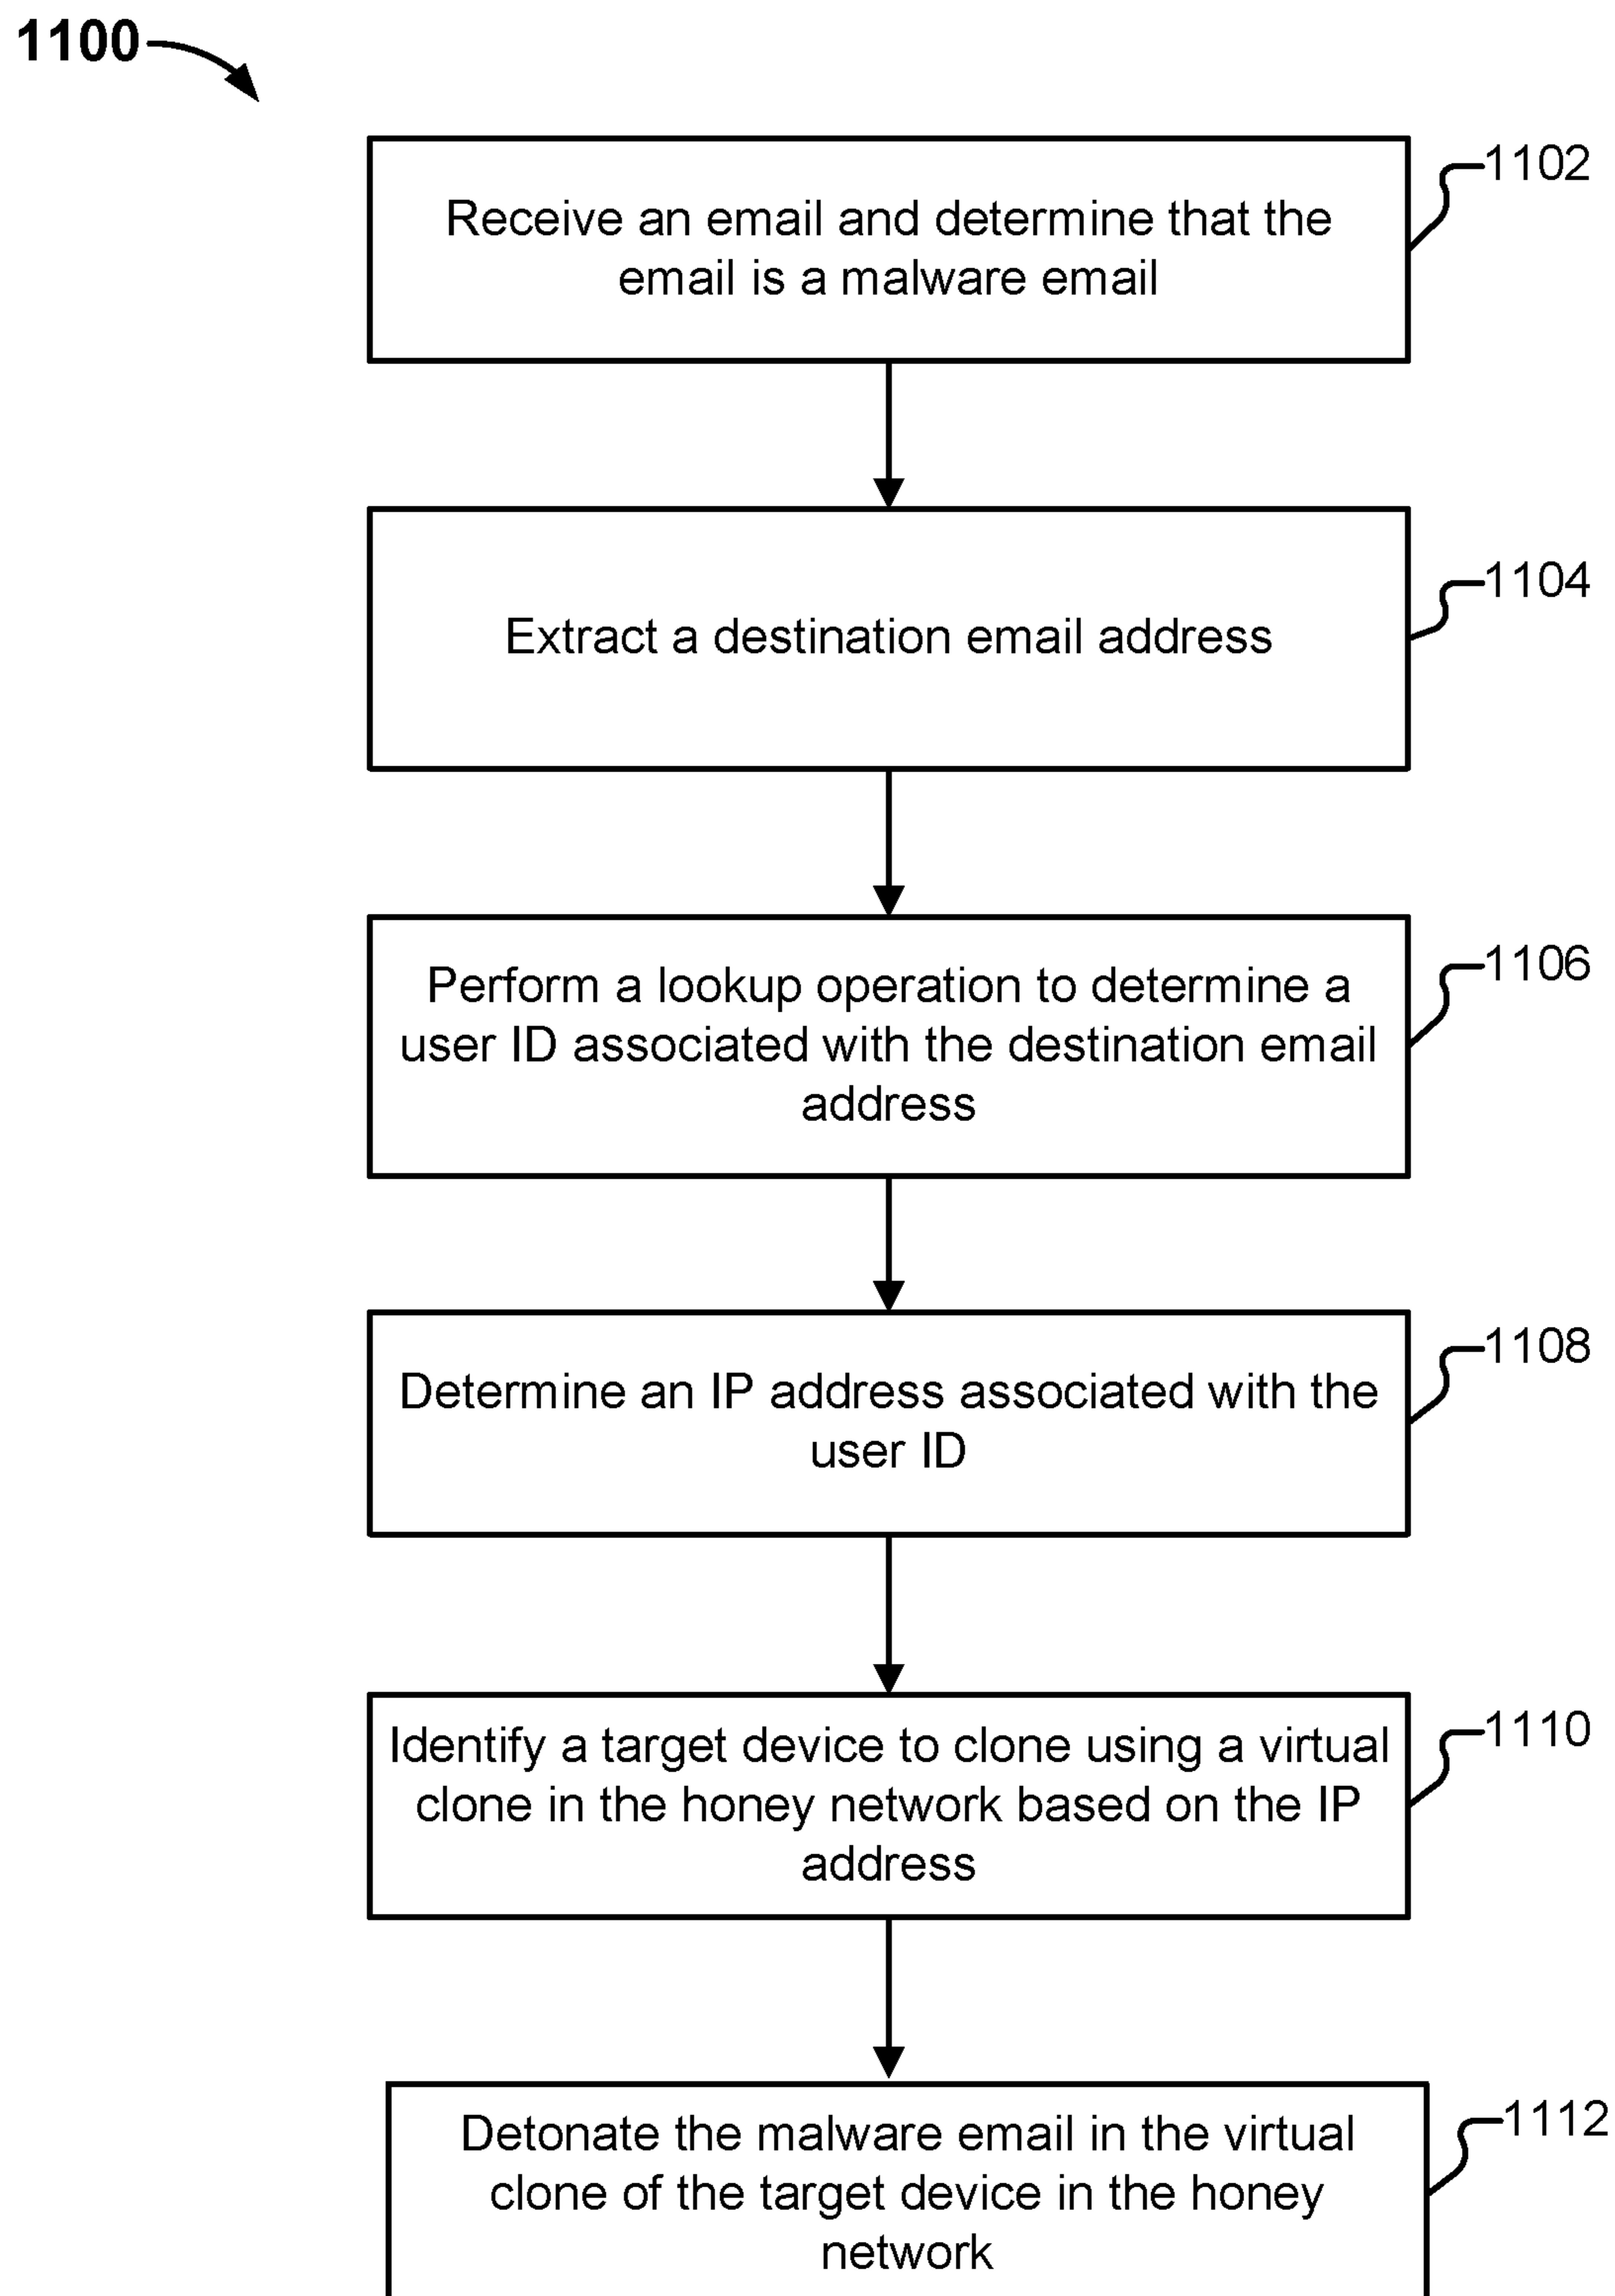 1100
Receive an email and determine that the
email is a malware email
1102
Extract a destination email address
1104
Perform a lookup operation to determine a
user ID associated with the destination email
address
1106
Determine an IP address associated with the
user ID
1108
Identify a target device to clone using a virtual
clone in the honey network based on the IP
address
1110
Detonate the malware email in the virtual
clone of the target device in the honey
network
1112